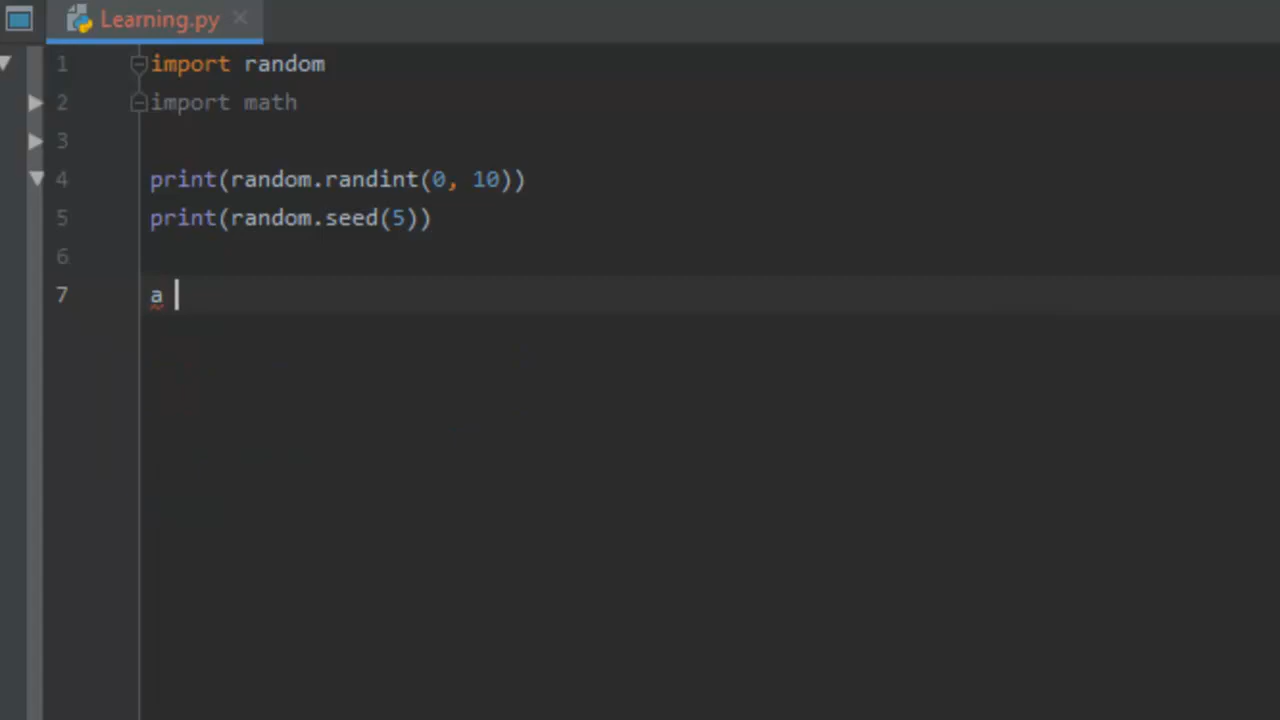 Learning.py
1 import random
2 import math
3
4 print(random.randint(0, 10))
5 print(random.seed(5))
6
7 a